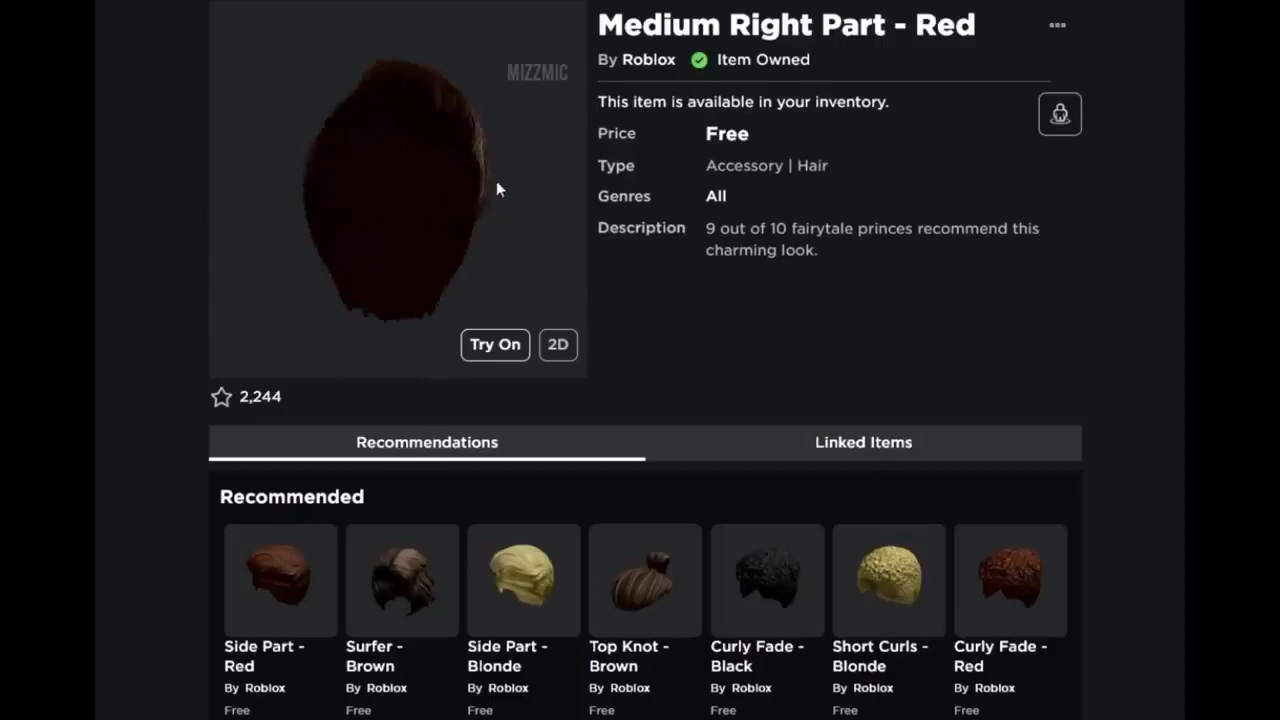 Medium Right Part - Red
By Roblox Item Owned
MIZZMIC
This item is available in your inventory.
Price Free
Type Accessory | Hair
Genres All
Description 9 out of 10 fairytale princes recommend this
charming look.
Try On 2D
2,244
Recommendations Linked Items
Recommended
Side Part - Surfer - Side Part - Top Knot - Curly Fade - Short Curls - Curly Fade -
Red Brown Blonde Brown Black Blonde Red
By Roblox By Roblox By Roblox By Roblox By Roblox By Roblox By Roblox
Free Free Free Free Free Free Free